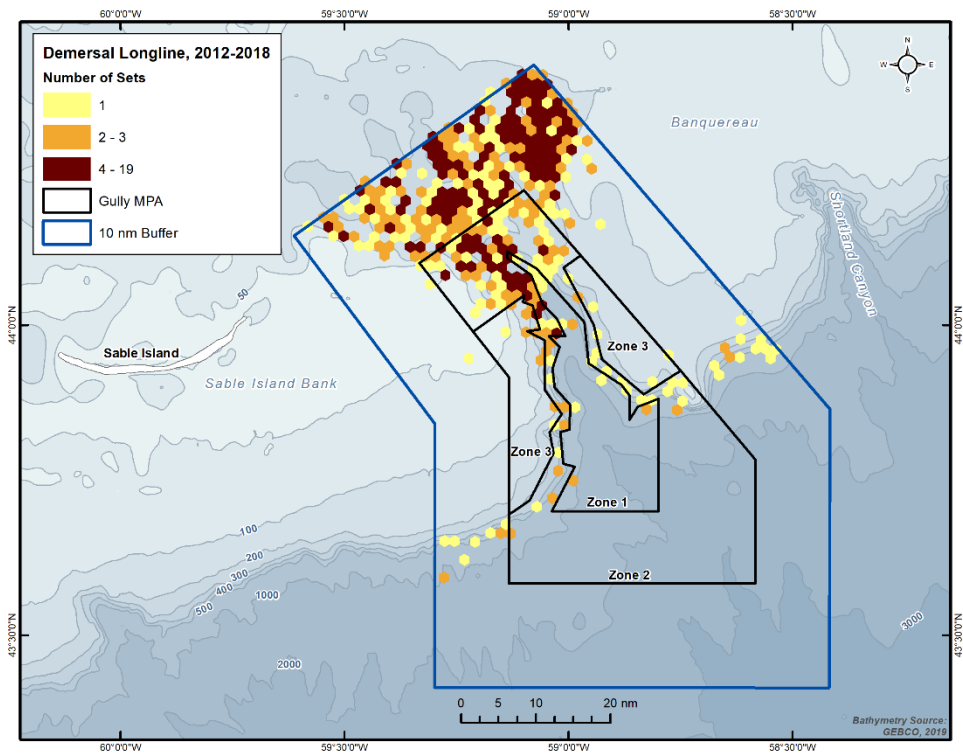 60°0'0"W 59°30'0"W 59°0'0"W 58°30'0"W
Demersal Longline, 2012-2018
Number of Sets
1
2 - 3
4 - 19
Gully MPA
10 nm Buffer
N
W E
S
Banquereau
Shortland Canyon
50
44°0'0"N
44°0'0"N
Sable Island
Sable Island Bank
Zone 3
Zone 3
Zone 1
Zone 2
100
200
300
400
500
1000
2000
3000
43°30'0"N
43°30'0"N
0 5 10 20 nm
Bathymetry Source:
GEBCO, 2019
60°0'0"W 59°30'0"W 59°0'0"W 58°30'0"W